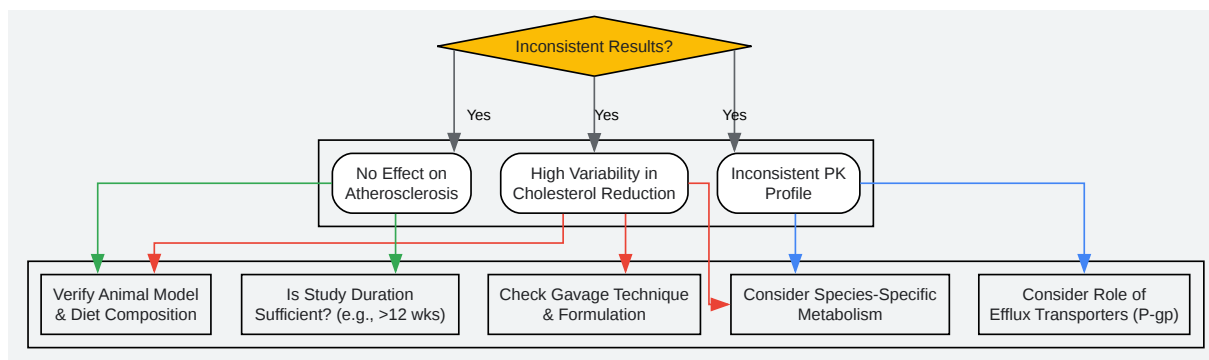 Inconsistent Results?
Yes
Yes
Yes
No Effect on
Atherosclerosis
High Variability in
Cholesterol Reduction
Inconsistent PK
Profile
Verify Animal Model
& Diet Composition
Is Study Duration
Sufficient? (e.g., >12 wks)
Check Gavage Technique
& Formulation
Consider Species-Specific
Metabolism
Consider Role of
Efflux Transporters (P-gp)